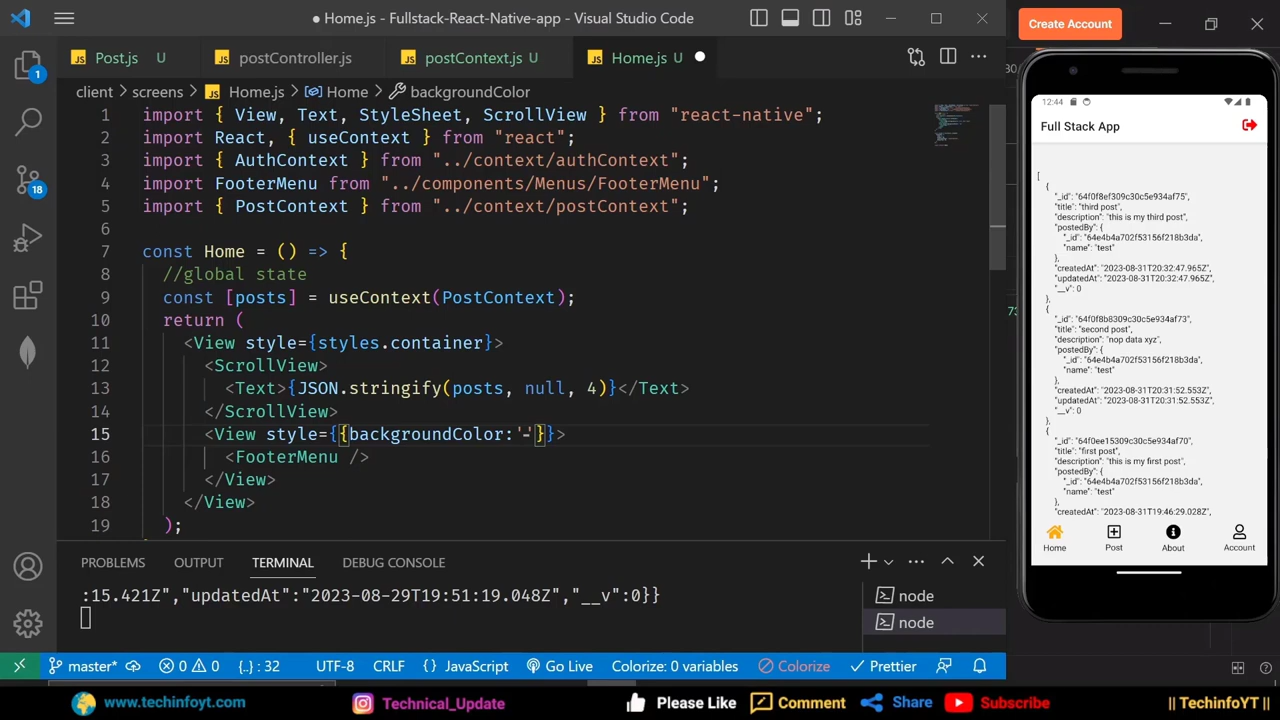 ● Home.js - Fullstack-React-Native-app - Visual Studio Code
Create Account
JS Post.js U
JS postController.js
JS postContext.js U
JS Home.js U ●
client > screens > JS Home.js > Home > backgroundColor
1 import { View, Text, StyleSheet, ScrollView } from "react-native";
2 import React, { useContext } from "react";
3 import { AuthContext } from "../context/authContext";
4 import FooterMenu from "../components/Menus/FooterMenu";
5 import { PostContext } from "../context/postContext";
6
7 const Home = () => {
8 //global state
9 const [posts] = useContext(PostContext);
10 return (
11 <View style={styles.container}>
12 <ScrollView>
13 <Text>{JSON.stringify(posts, null, 4)}</Text>
14 </ScrollView>
15 <View style={{backgroundColor:'-'}}>
16 <FooterMenu />
17 </View>
18 </View>
19 );
1
18
PROBLEMS OUTPUT TERMINAL DEBUG CONSOLE
:15.421Z","updatedAt":"2023-08-29T19:51:19.048Z","__v":0}}
node
node
master* 0 0 {..} : 32 UTF-8 CRLF {} JavaScript Go Live Colorize: 0 variables Colorize Prettier
12:44
Full Stack App
[
{
"_id": "64f0f8ef309c30c5e934af75",
"title": "third post",
"description": "this is my third post",
"postedBy": {
"_id": "64e4b4a702f53156f218b3da",
"name": "test"
},
"createdAt": "2023-08-31T20:32:47.965Z",
"updatedAt": "2023-08-31T20:32:47.965Z",
"__v": 0
},
{
"_id": "64f0f8b8309c30c5e934af73",
"title": "second post",
"description": "nop data xyz",
"postedBy": {
"_id": "64e4b4a702f53156f218b3da",
"name": "test"
},
"createdAt": "2023-08-31T20:31:52.553Z",
"updatedAt": "2023-08-31T20:31:52.553Z",
"__v": 0
},
{
"_id": "64f0ee15309c30c5e934af70",
"title": "first post",
"description": "this is my first post",
"postedBy": {
"_id": "64e4b4a702f53156f218b3da",
"name": "test"
},
"createdAt": "2023-08-31T19:46:29.028Z",
Home Post About Account
www.techinfoyt.com Technical_Update Please Like Comment Share Subscribe || TechinfoYT ||